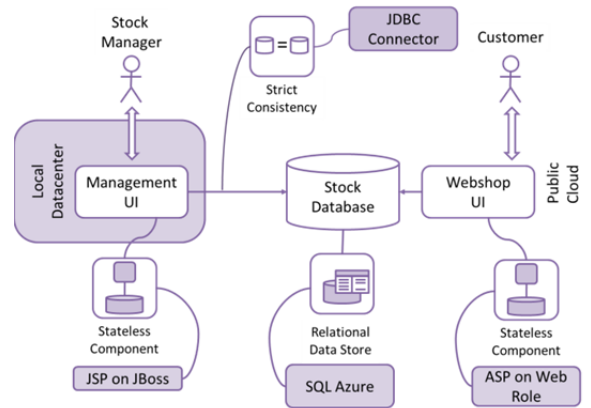 Stock
Manager
=
Strict
Consistency
JDBC
Connector
Customer
Local
Datacenter
Management
UI
Stock
Database
Webshop
UI
Public
Cloud
Stateless
Component
JSP on JBoss
Relational
Data Store
SQL Azure
Stateless
Component
ASP on Web
Role